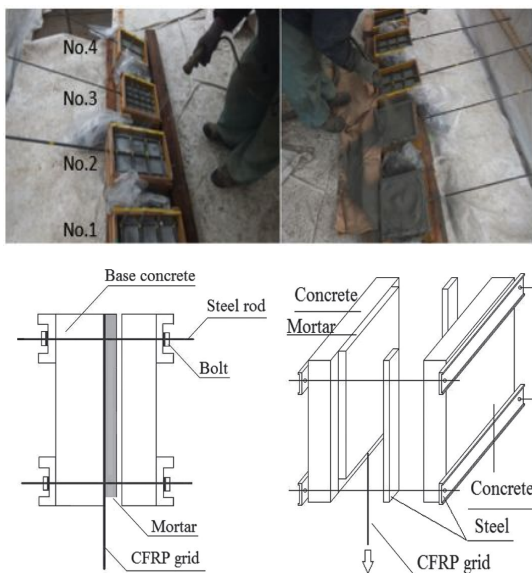 No.4
No.3
No.2
No.1
Base concrete
Steel rod
Bolt
Mortar
CFRP grid
Concrete
Mortar
Concrete
Steel
CFRP grid